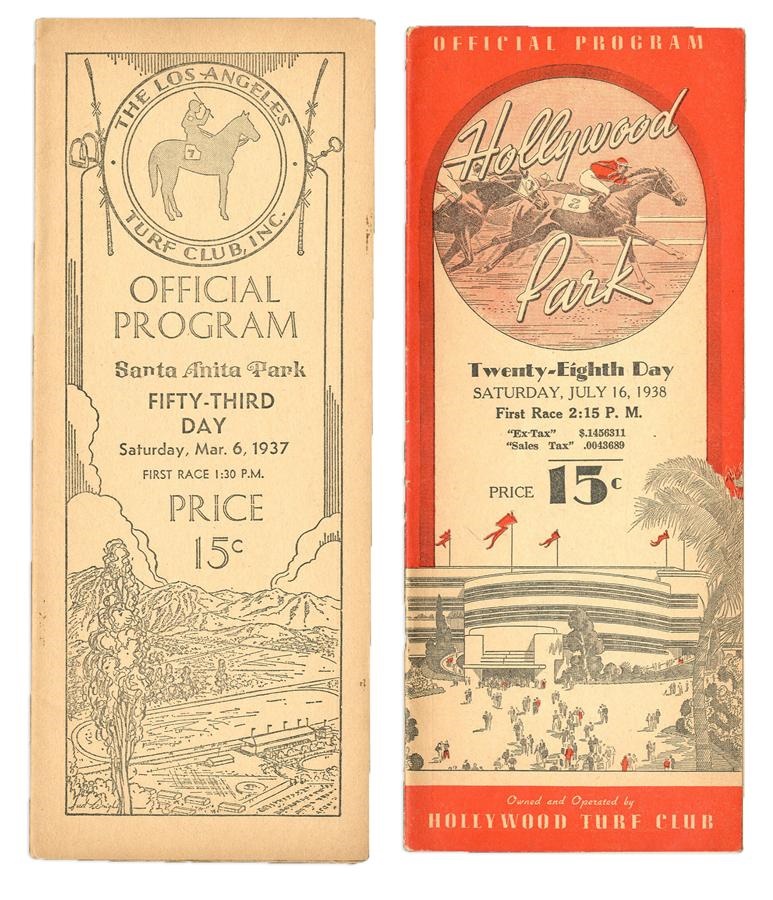 THE LOS ANGELES
7
TURF CLUB, INC.
OFFICIAL
PROGRAM
Santa Anita Park
FIFTY-THIRD
DAY
Saturday, Mar. 6, 1937
FIRST RACE 1:30 P.M.
PRICE
15c
OFFICIAL PROGRAM
Hollywood
2
Park
Twenty-Eighth Day
SATURDAY, JULY 16, 1938
First Race 2:15 P. M.
"Ex-Tax" $.1456311
"Sales Tax" .0043689
PRICE 15c
Owned and Operated by
HOLLYWOOD TURF CLUB